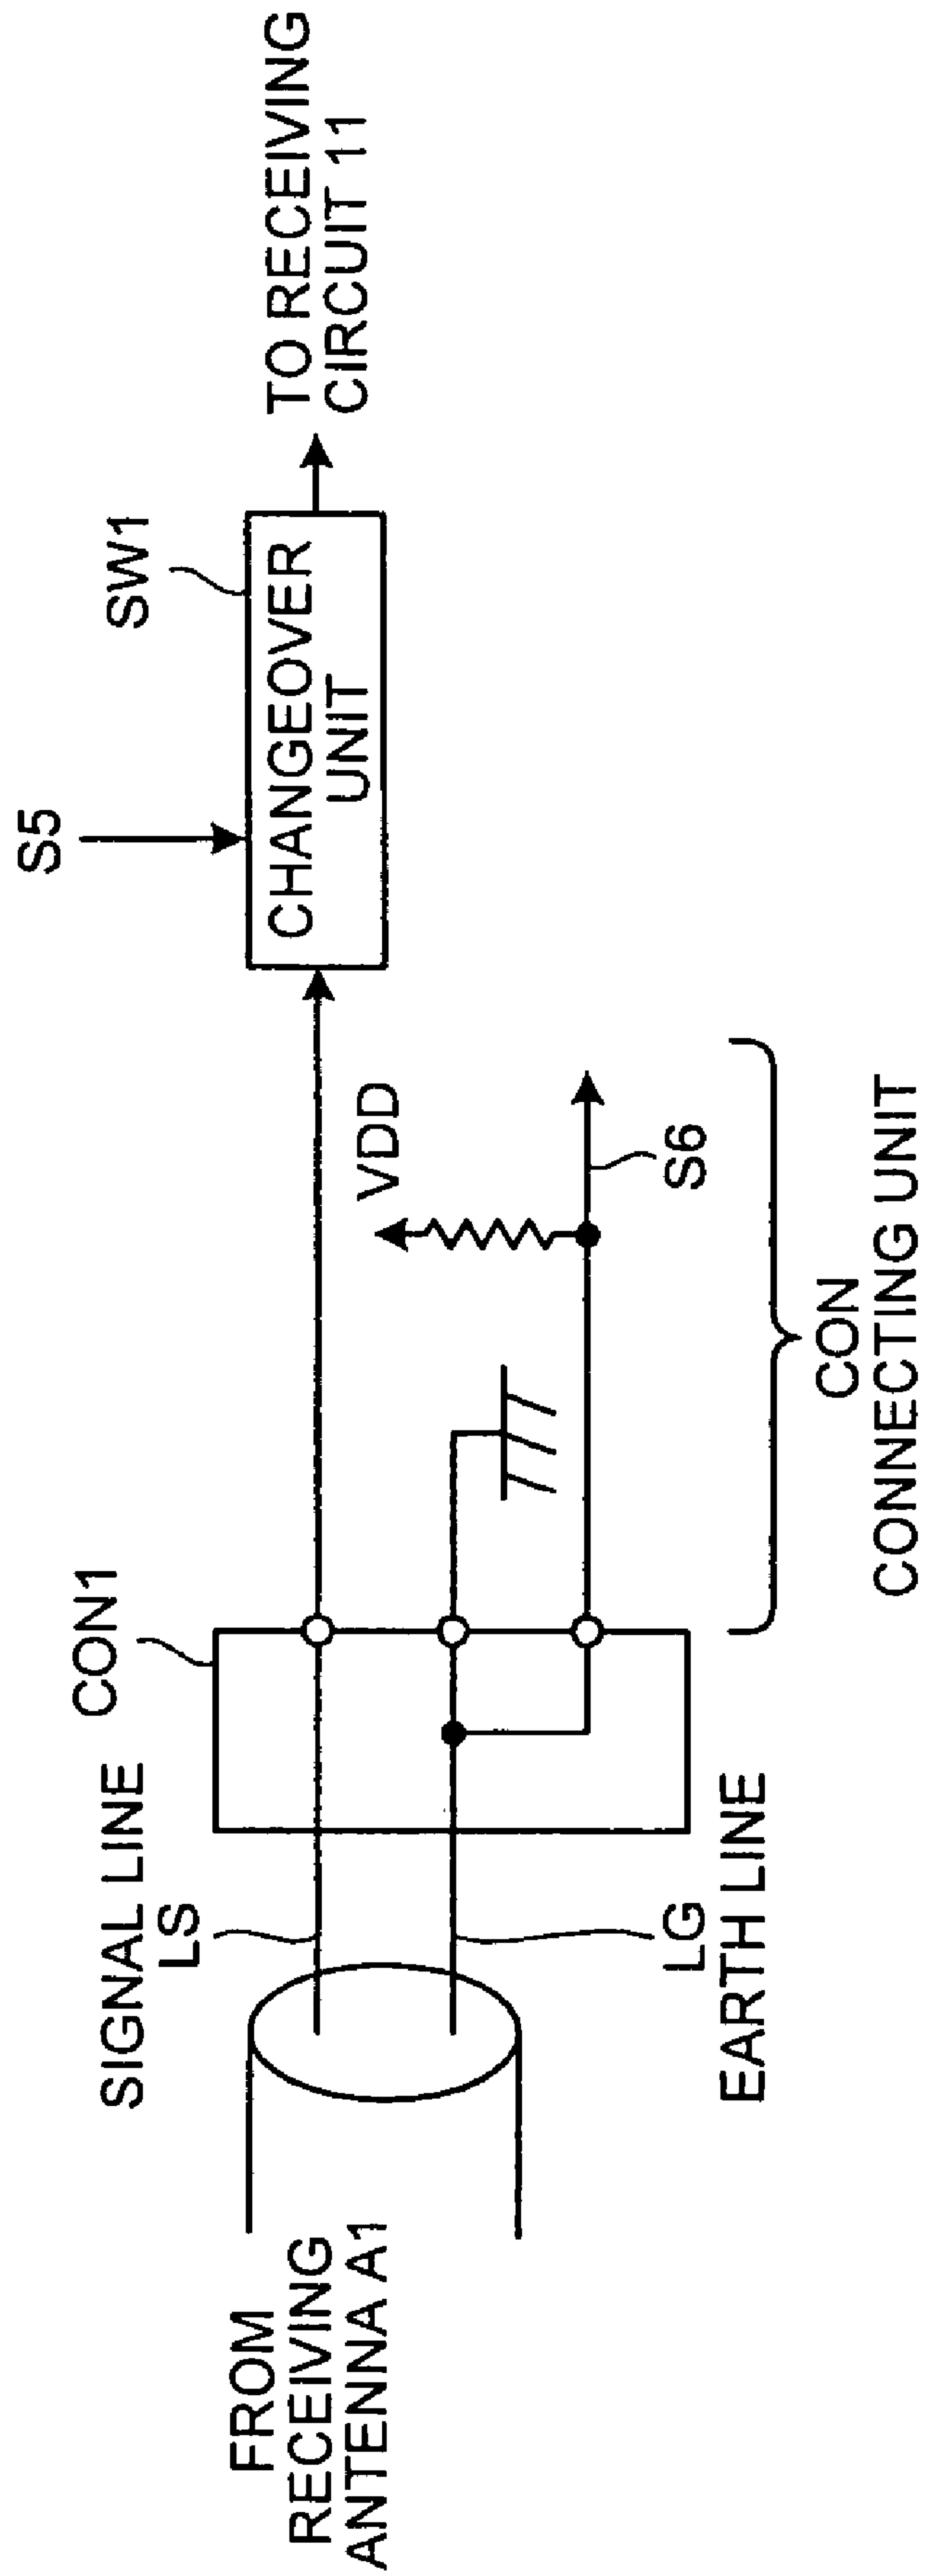 FROM
RECEIVING
ANTENNA A1
SIGNAL LINE
LS
LG
EARTH LINE
CON1
VDD
S6
CON
CONNECTING UNIT
S5
SW1
CHANGEOVER
UNIT
TO RECEIVING
CIRCUIT 11